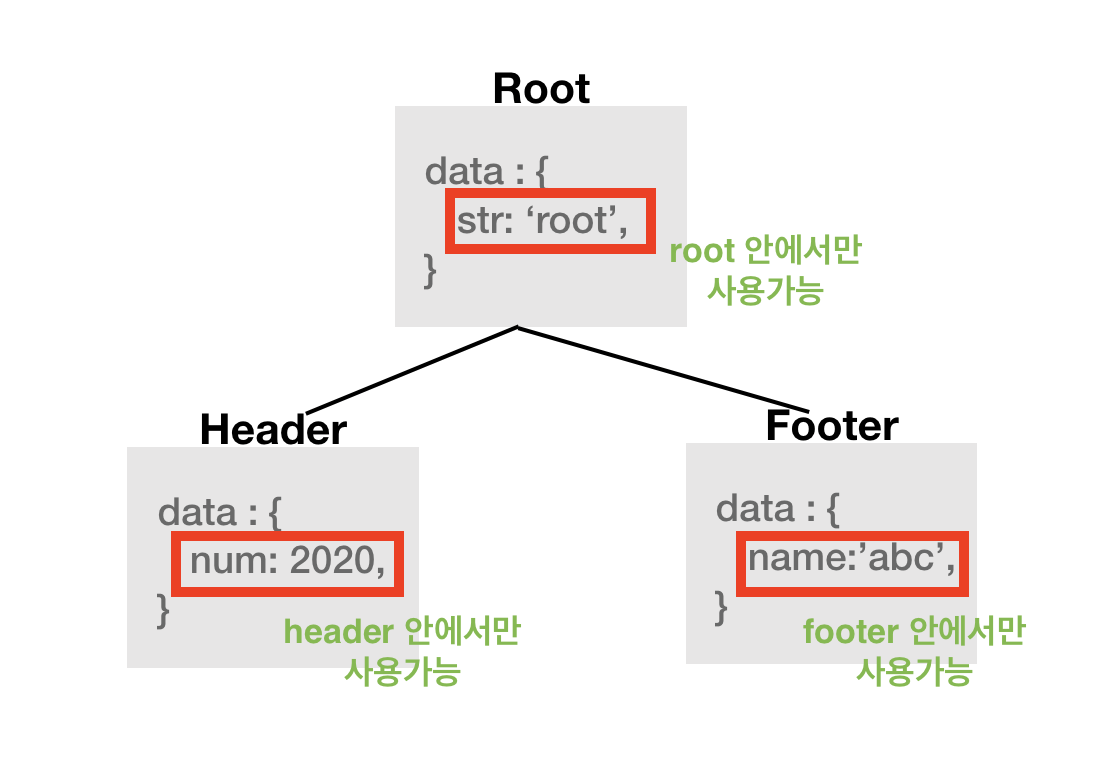 Root
data : {
str: ‘root’,
}
root 안에서만
사용가능
Header
data : {
num: 2020,
}
header 안에서만
사용가능
Footer
data : {
name:’abc’,
}
footer 안에서만
사용가능